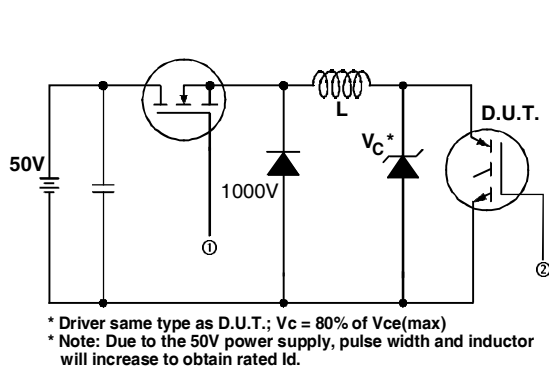 L
D.U.T.
VC *
50V
1000V
①
②
* Driver same type as D.U.T.; Vc = 80% of Vce(max)
* Note: Due to the 50V power supply, pulse width and inductor
will increase to obtain rated Id.